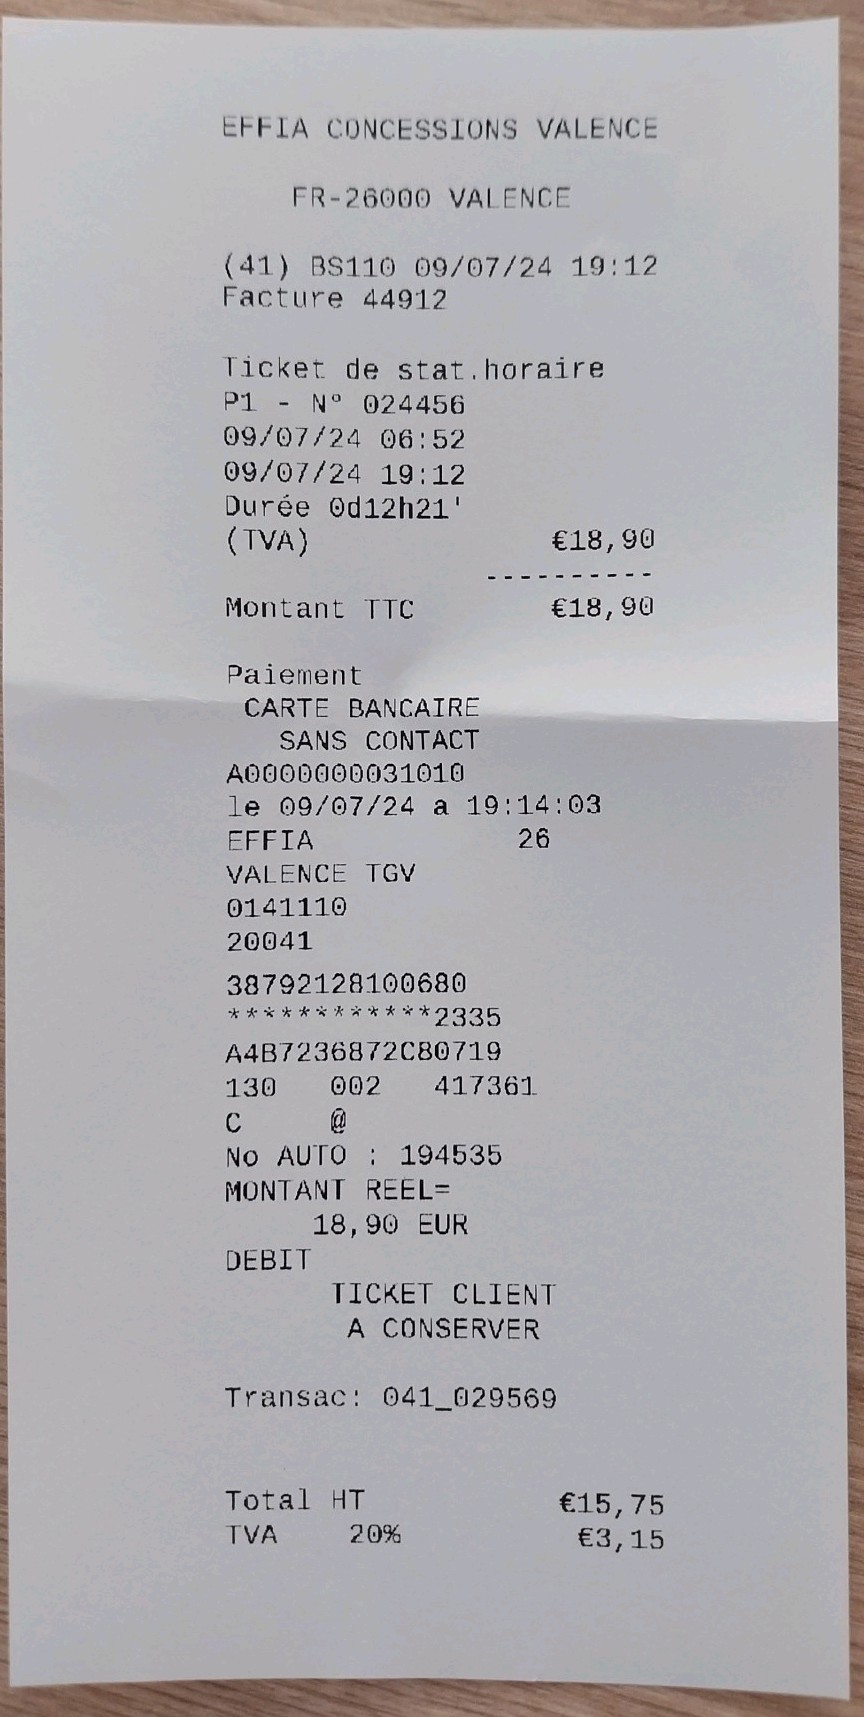 EFFIA CONCESSIONS VALENCE
FR-26000 VALENCE
(41) BS110 09/07/24 19:12
Facture 44912
Ticket de stat.horaire
P1 - N° 024456
09/07/24 06:52
09/07/24 19:12
Durée 0d12h21'
(TVA) €18,90
----------
Montant TTC €18,90
Paiement
CARTE BANCAIRE
SANS CONTACT
A0000000031010
le 09/07/24 a 19:14:03
EFFIA 26
VALENCE TGV
0141110
20041
38792128100680
************2335
A4B7236872C80719
130 002 417361
C @
No AUTO : 194535
MONTANT REEL=
18,90 EUR
DEBIT
TICKET CLIENT
A CONSERVER
Transac: 041_029569
Total HT €15,75
TVA 20% €3,15